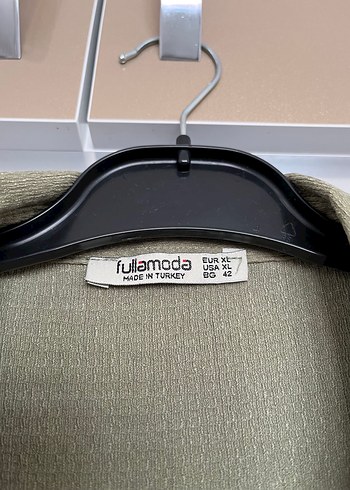 fullamoda
MADE IN TURKEY
EUR XL
USA XL
BG 42